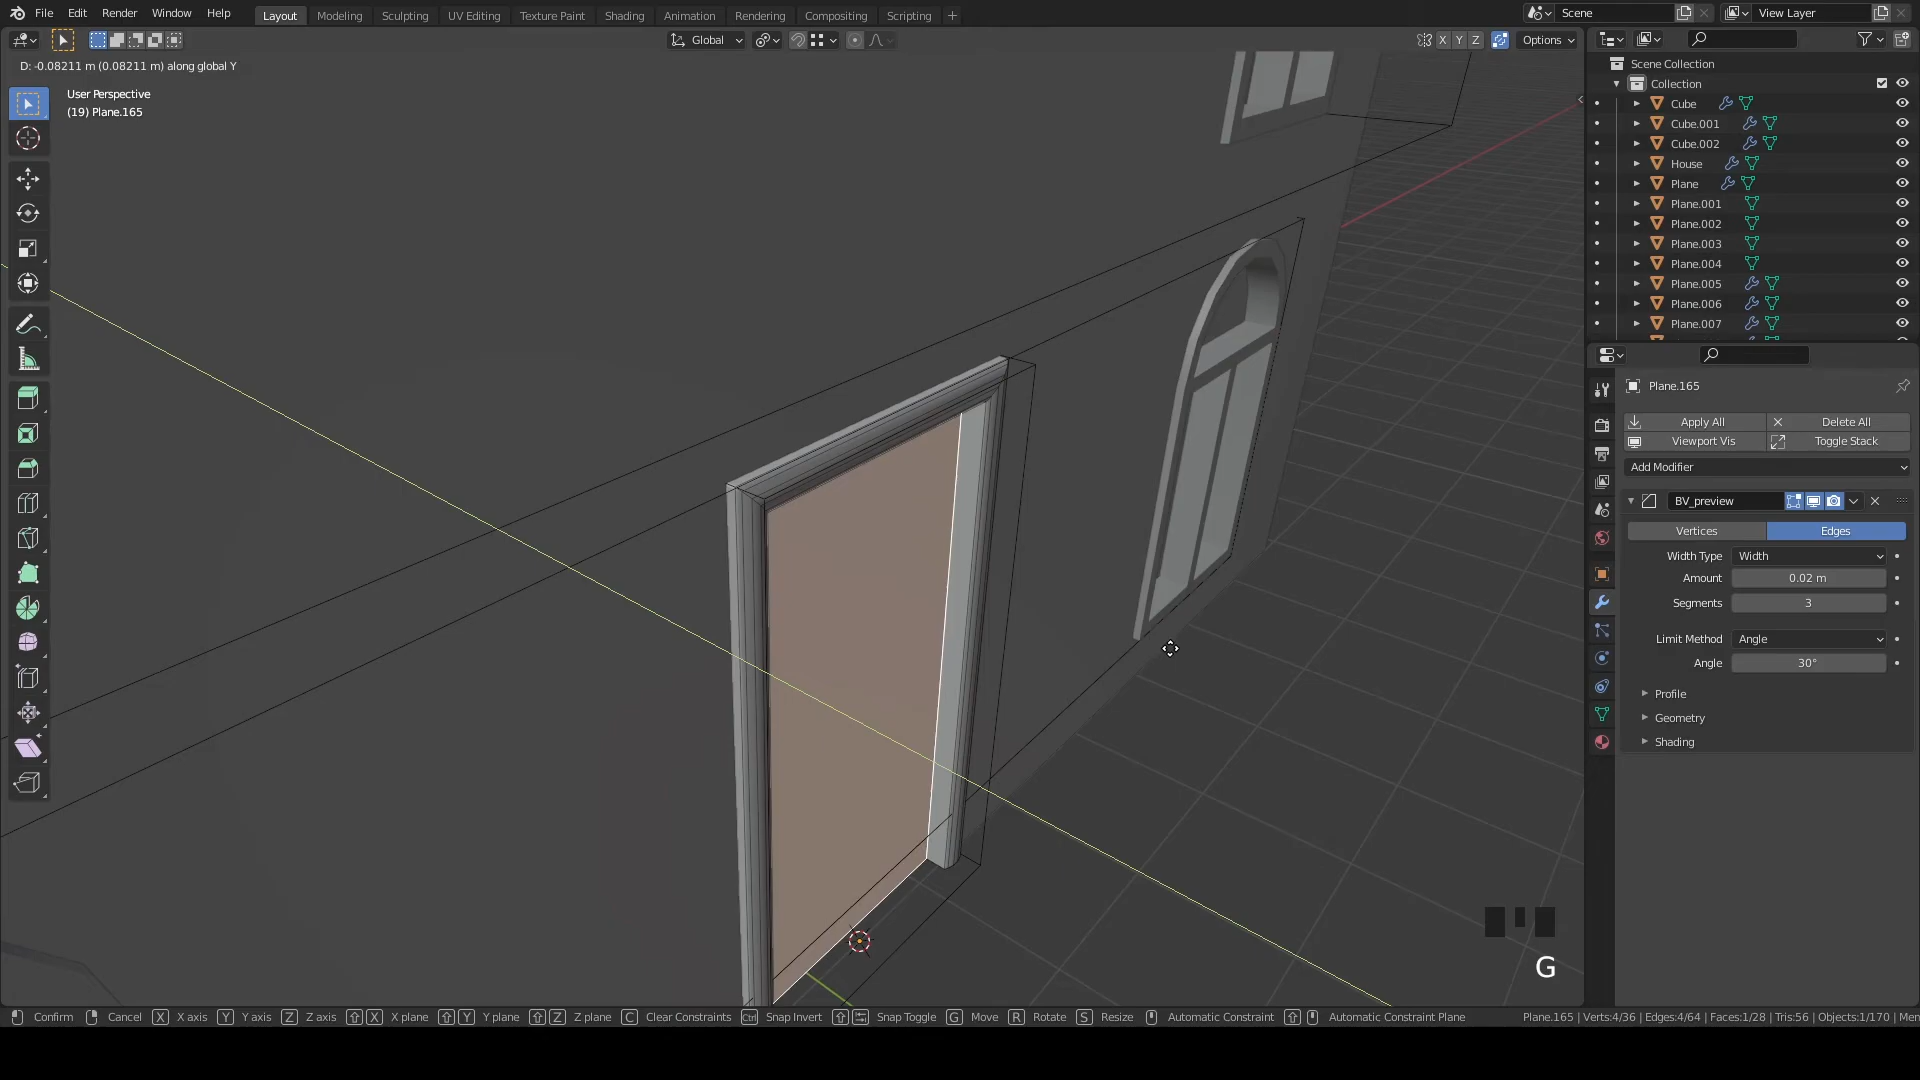 File Edit Render Window Help Layout Modeling Sculpting UV Editing Texture Paint Shading Animation Rendering Compositing Scripting + Scene View Layer
Global X Y Z Options
D: -0.08211 m (0.08211 m) along global Y
User Perspective
(19) Plane.165
Scene Collection
Collection
Cube
Cube.001
Cube.002
House
Plane
Plane.001
Plane.002
Plane.003
Plane.004
Plane.005
Plane.006
Plane.007
Plane.165
Apply All Delete All
Viewport Vis Toggle Stack
Add Modifier
BV_preview
Vertices Edges
Width Type Width
Amount 0.02 m
Segments 3
Limit Method Angle
Angle 30°
Profile
Geometry
Shading
G
Confirm Cancel X X axis Y Y axis Z Z axis X X plane Y Y plane Z Z plane C Clear Constraints Ctrl Snap Invert Snap Toggle G Move R Rotate S Resize Automatic Constraint Automatic Constraint Plane Plane.165 | Verts:4/36 | Edges:4/64 | Faces:1/28 | Tris:56 | Objects:1/170 | Mem